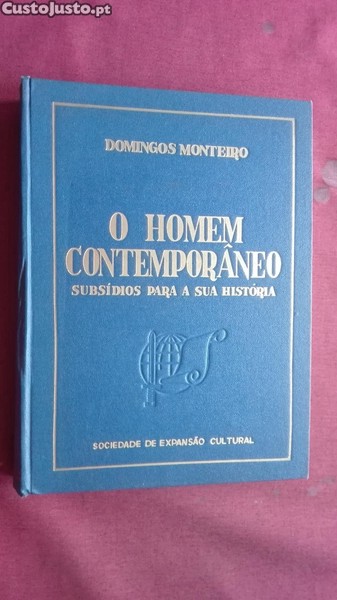 CustoJusto.pt
DOMINGOS MONTEIRO
O HOMEM
CONTEMPORÂNEO
SUBSÍDIOS PARA A SUA HISTÓRIA
SOCIEDADE DE EXPANSÃO CULTURAL